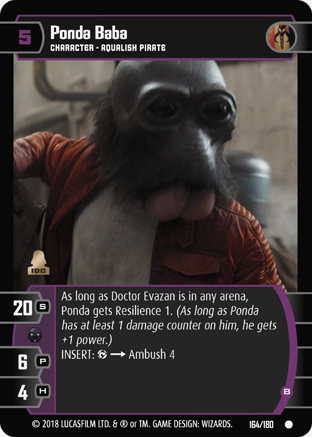 5
Ponda Baba
CHARACTER - AQUALISH PIRATE
IDC
20 S
6 P
4 H
As long as Doctor Evazan is in any arena,
Ponda gets Resilience 1. (As long as Ponda
has at least 1 damage counter on him, he gets
+1 power.)
INSERT: → Ambush 4
B
© 2018 LUCASFILM LTD. & ® or TM. GAME DESIGN: WIZARDS. 164/180